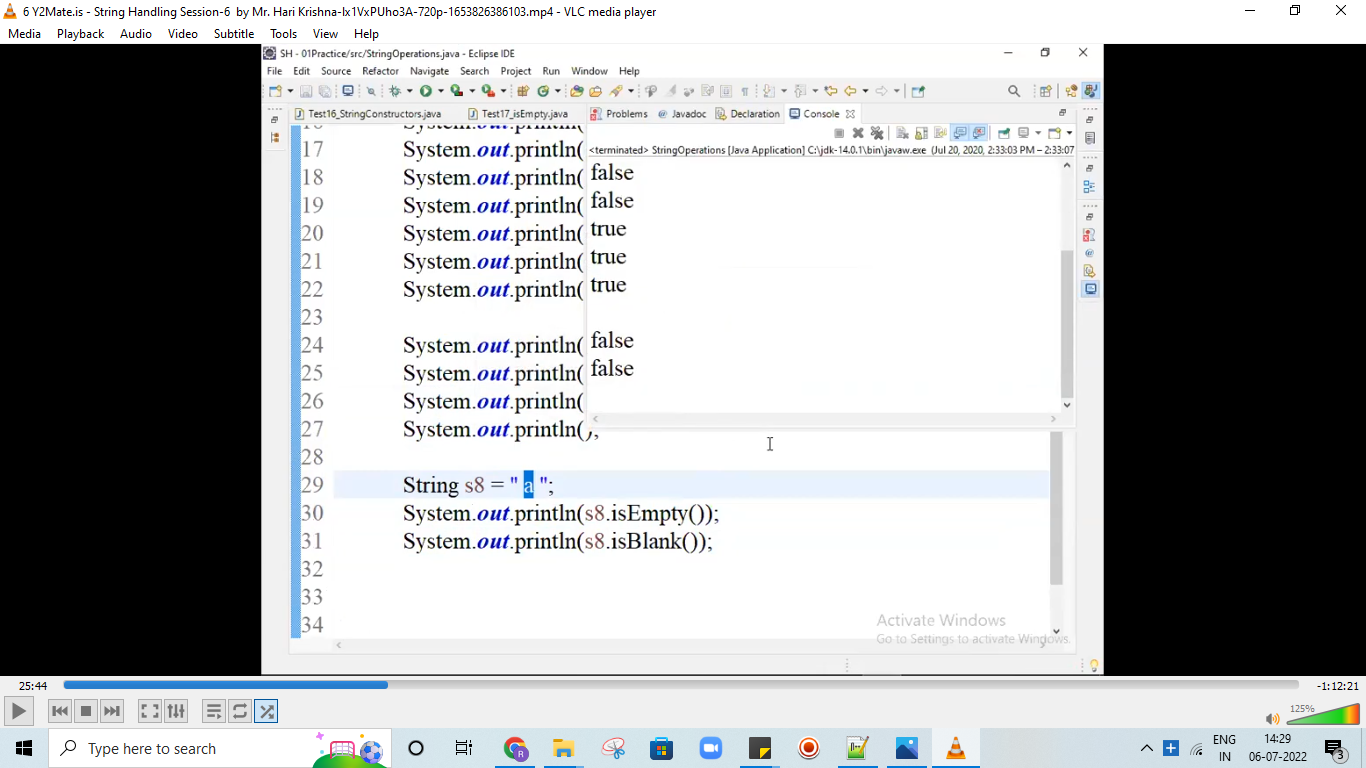 6 Y2Mate.is - String Handling Session-6 by Mr. Hari Krishna-Ix1VxPUho3A-720p-1653826386103.mp4 - VLC media player
Media Playback Audio Video Subtitle Tools View Help
SH - 01Practice/src/StringOperations.java - Eclipse IDE
File Edit Source Refactor Navigate Search Project Run Window Help
Test16_StringConstructors.java Test17_isEmpty.java Problems Javadoc Declaration Console
<terminated> StringOperations [Java Application] C:\jdk-14.0.1\bin\javaw.exe (Jul 20, 2020, 2:33:03 PM – 2:33:07
false
false
true
true
true
false
false
16 System.out.println(
17 System.out.println(
18 System.out.println(
19 System.out.println(
20 System.out.println(
21 System.out.println(
22 System.out.println(
23
24 System.out.println(
25 System.out.println(
26 System.out.println(
27 System.out.println();
28
29 String s8 = " a ";
30 System.out.println(s8.isEmpty());
31 System.out.println(s8.isBlank());
32
33
34
Activate Windows
Go to Settings to activate Windows.
25:44 -1:12:21
125%
Type here to search
ENG
IN
14:29
06-07-2022
3